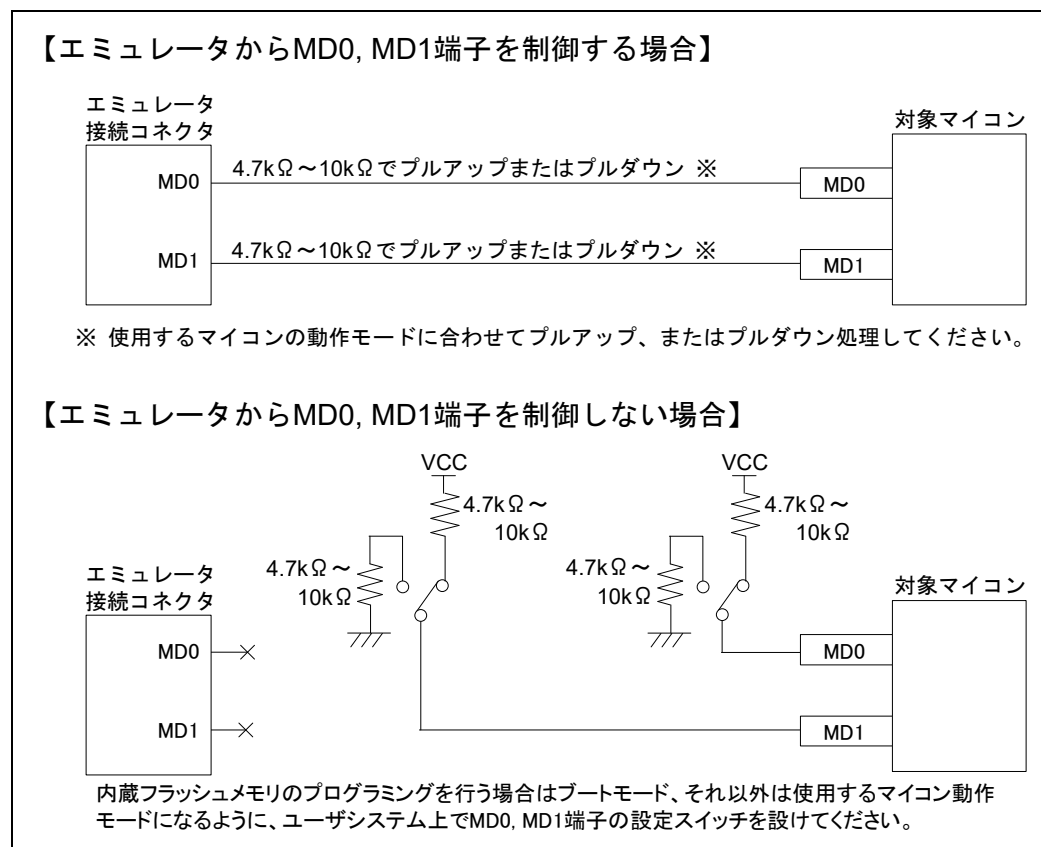 【エミュレータからMD0, MD1端子を制御する場合】
エミュレータ
接続コネクタ
対象マイコン
MD0
4.7kΩ～10kΩでプルアップまたはプルダウン ※
MD0
MD1
4.7kΩ～10kΩでプルアップまたはプルダウン ※
MD1
※ 使用するマイコンの動作モードに合わせてプルアップ、またはプルダウン処理してください。
【エミュレータからMD0, MD1端子を制御しない場合】
VCC
4.7kΩ～
10kΩ
4.7kΩ～
10kΩ
VCC
4.7kΩ～
10kΩ
4.7kΩ～
10kΩ
エミュレータ
接続コネクタ
対象マイコン
MD0
MD0
MD1
MD1
内蔵フラッシュメモリのプログラミングを行う場合はブートモード、それ以外は使用するマイコン動作
モードになるように、ユーザシステム上でMD0, MD1端子の設定スイッチを設けてください。